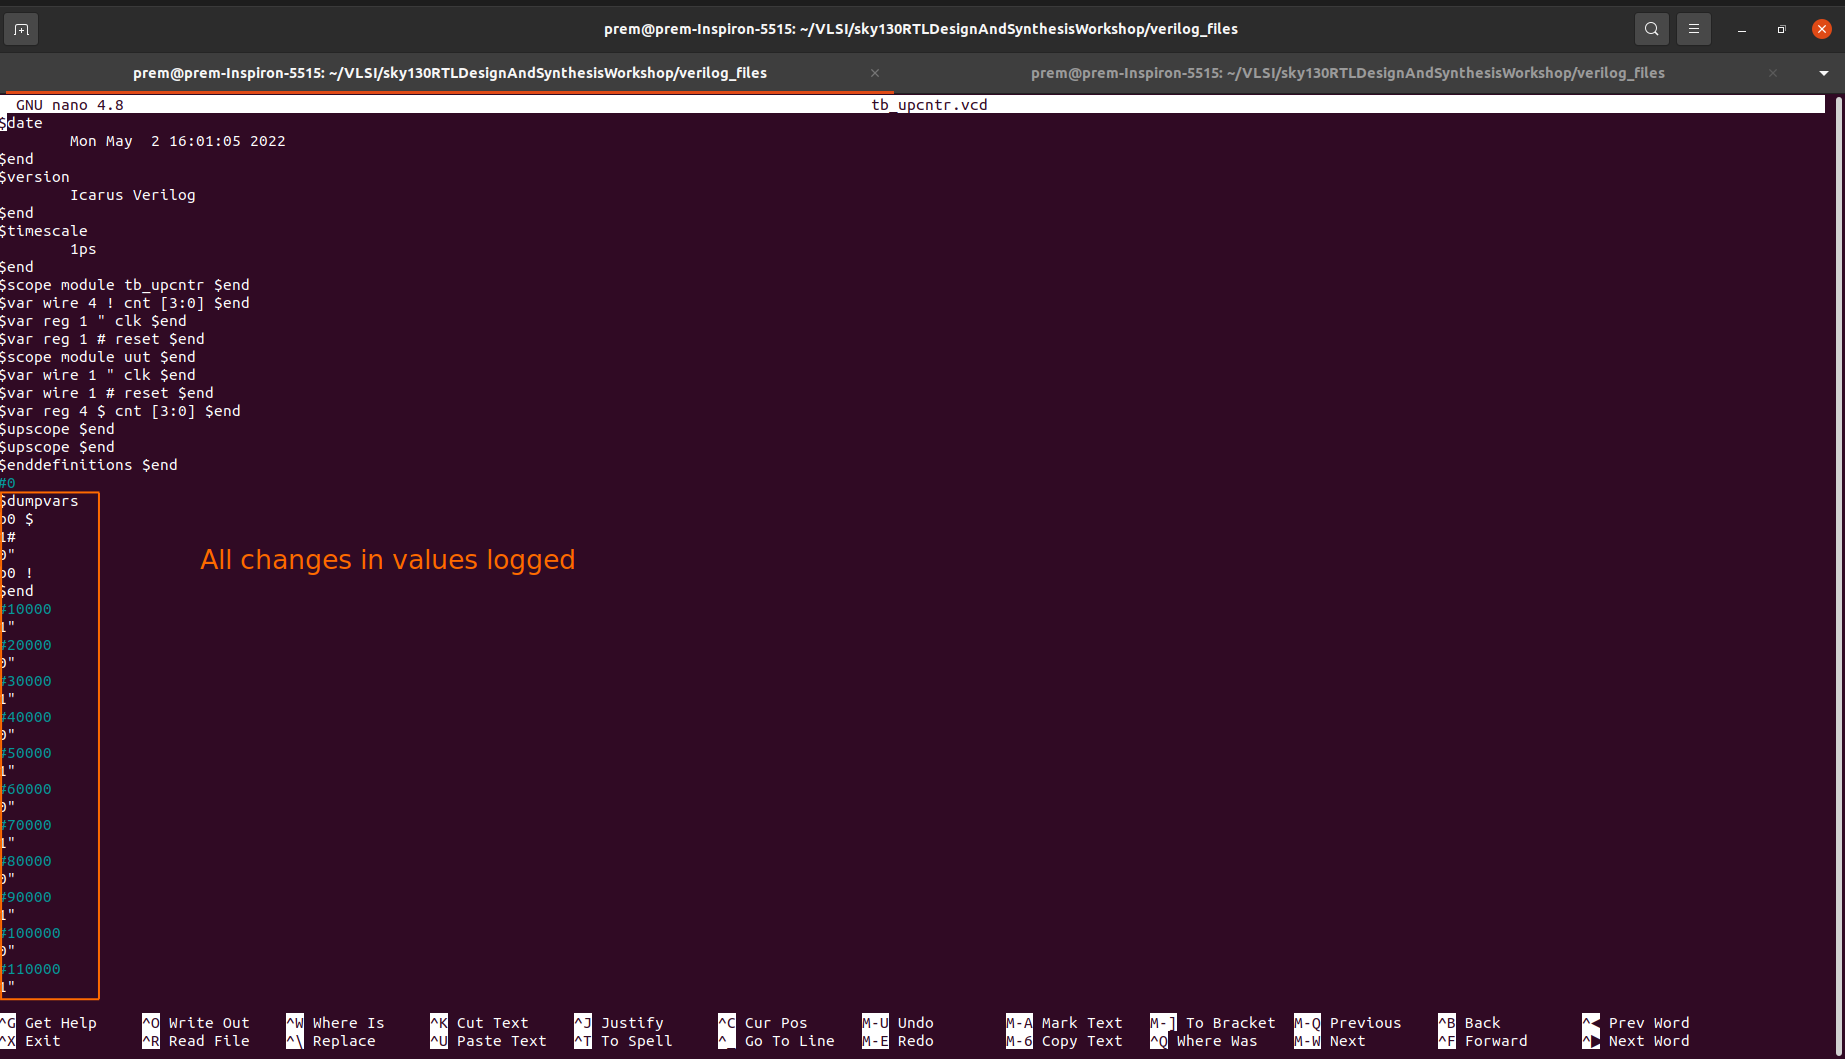 prem@prem-Inspiron-5515: ~/VLSI/sky130RTLDesignAndSynthesisWorkshop/verilog_files
prem@prem-Inspiron-5515: ~/VLSI/sky130RTLDesignAndSynthesisWorkshop/verilog_files prem@prem-Inspiron-5515: ~/VLSI/sky130RTLDesignAndSynthesisWorkshop/verilog_files
GNU nano 4.8 tb_upcntr.vcd
$date
Mon May  2 16:01:05 2022
$end
$version
Icarus Verilog
$end
$timescale
1ps
$end
$scope module tb_upcntr $end
$var wire 4 ! cnt [3:0] $end
$var reg 1 " clk $end
$var reg 1 # reset $end
$scope module uut $end
$var wire 1 " clk $end
$var wire 1 # reset $end
$var reg 4 $ cnt [3:0] $end
$upscope $end
$upscope $end
$enddefinitions $end
#0
$dumpvars
b0 $
1#
0"
b0 !
$end
All changes in values logged
#10000
1"
#20000
0"
#30000
1"
#40000
0"
#50000
1"
#60000
0"
#70000
1"
#80000
0"
#90000
1"
#100000
0"
#110000
1"
^G Get Help ^O Write Out ^W Where Is ^K Cut Text ^J Justify ^C Cur Pos M-U Undo M-A Mark Text M-] To Bracket M-Q Previous ^B Back ^◀ Prev Word
^X Exit ^R Read File ^\ Replace ^U Paste Text ^T To Spell ^_ Go To Line M-E Redo M-6 Copy Text ^Q Where Was M-W Next ^F Forward ^▶ Next Word